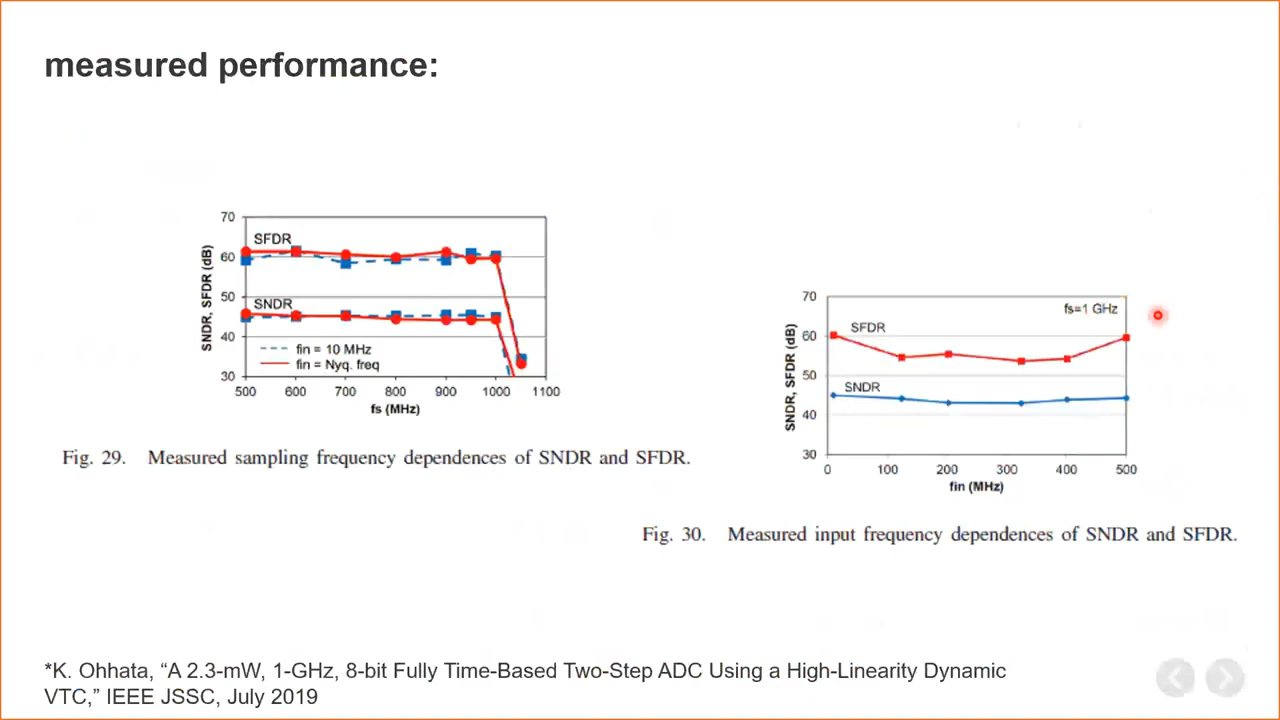 measured performance:
70
60
50
40
30
SNDR, SFDR (dB)
SFDR
SNDR
fin = 10 MHz
fin = Nyq. freq
500 600 700 800 900 1000 1100
fs (MHz)
Fig. 29. Measured sampling frequency dependences of SNDR and SFDR.
70
60
50
40
30
SNDR, SFDR (dB)
fs=1 GHz
SFDR
SNDR
0 100 200 300 400 500
fin (MHz)
Fig. 30. Measured input frequency dependences of SNDR and SFDR.
*K. Ohhata, “A 2.3-mW, 1-GHz, 8-bit Fully Time-Based Two-Step ADC Using a High-Linearity Dynamic
VTC,” IEEE JSSC, July 2019